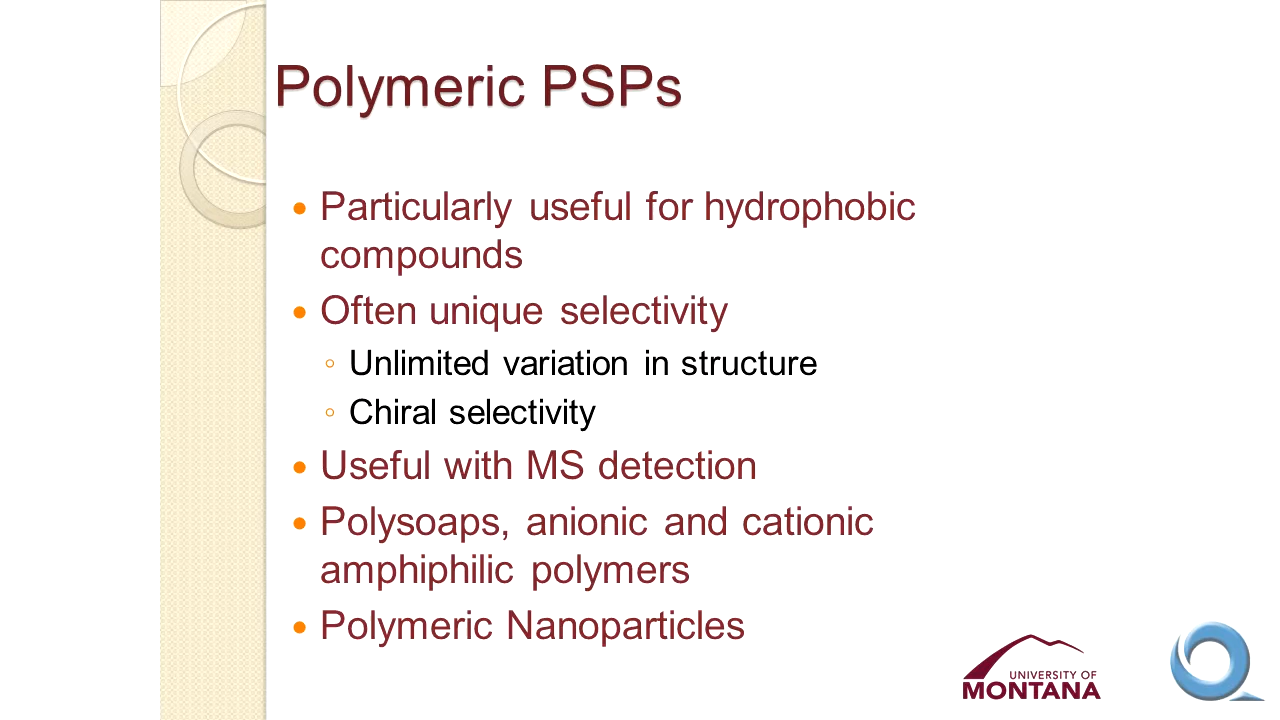 Polymeric PSPs
• Particularly useful for hydrophobic
compounds
• Often unique selectivity
◦ Unlimited variation in structure
◦ Chiral selectivity
• Useful with MS detection
• Polysoaps, anionic and cationic
amphiphilic polymers
• Polymeric Nanoparticles
UNIVERSITY OF
MONTANA